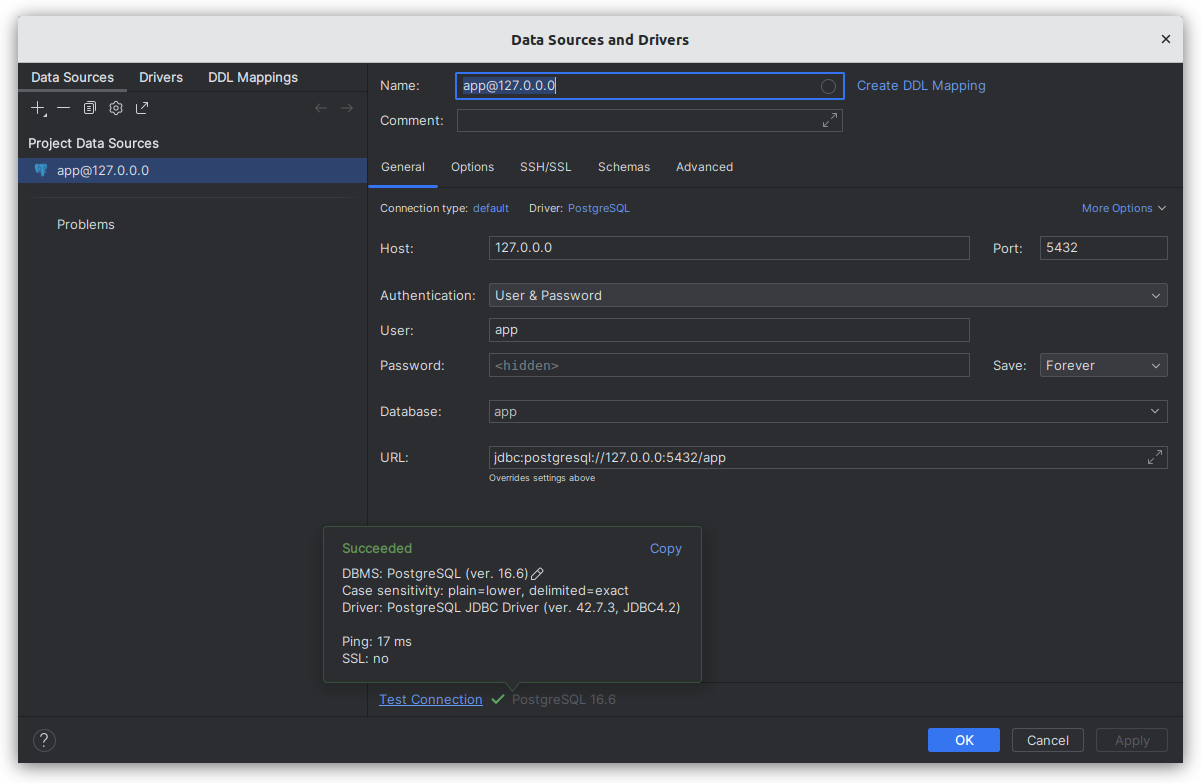 Data Sources and Drivers
Data Sources Drivers DDL Mappings
Project Data Sources
app@127.0.0.0
Problems
Name: app@127.0.0.0 Create DDL Mapping
Comment:
General Options SSH/SSL Schemas Advanced
Connection type: default Driver: PostgreSQL More Options
Host: 127.0.0.0 Port: 5432
Authentication: User & Password
User: app
Password: <hidden> Save: Forever
Database: app
URL: jdbc:postgresql://127.0.0.0:5432/app
Overrides settings above
Succeeded Copy
DBMS: PostgreSQL (ver. 16.6)
Case sensitivity: plain=lower, delimited=exact
Driver: PostgreSQL JDBC Driver (ver. 42.7.3, JDBC4.2)
Ping: 17 ms
SSL: no
Test Connection PostgreSQL 16.6
? OK Cancel Apply